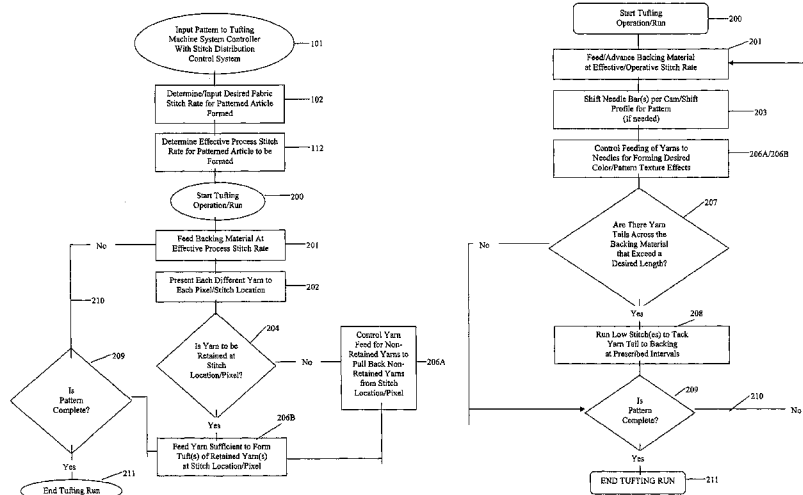 Input Pattern to Tufting
Machine System Controller
With Stitch Distribution
Control System
101
Determine/Input Desired Fabric
Stitch Rate for Patterned Article
Formed
102
Determine Effective Process Stitch
Rate for Patterned Article to be
Formed
112
Start Tufting
Operation/Run
200
No
Feed Backing Material At
Effective Process Stitch Rate
201
210
Present Each Different Yarn to
Each Pixel/Stitch Location
202
204
Is Yarn to be
Retained at
Stitch
Location/Pixel?
No
Control Yarn
Feed for Non-
Retained Yarns to
Pull Back Non-
Retained Yarns
from Stitch
Location/Pixel
206A
209
Is
Pattern
Complete?
Yes
206B
Feed Yarn Sufficient to Form
Tuft(s) of Retained Yarn(s)
at Stitch Location/Pixel
Yes
211
End Tufting Run
Start Tufting
Operation/Run
200
201
Feed/Advance Backing Material
at Effective/Operative Stitch Rate
Shift Needle Bar(s) per Cam/Shift
Profile for Pattern
(if needed)
203
Control Feeding of Yarns to
Needles for Forming Desired
Color/Pattern Texture Effects
206A/206B
207
Are There Yarn
Tails Across the
Backing Material
that Exceed a
Desired Length?
No
Yes
208
Run Low Stitch(es) to Tack
Yarn Tail to Backing
at Prescribed Intervals
209
Is
Pattern
Complete?
210
No
Yes
END TUFTING RUN
211